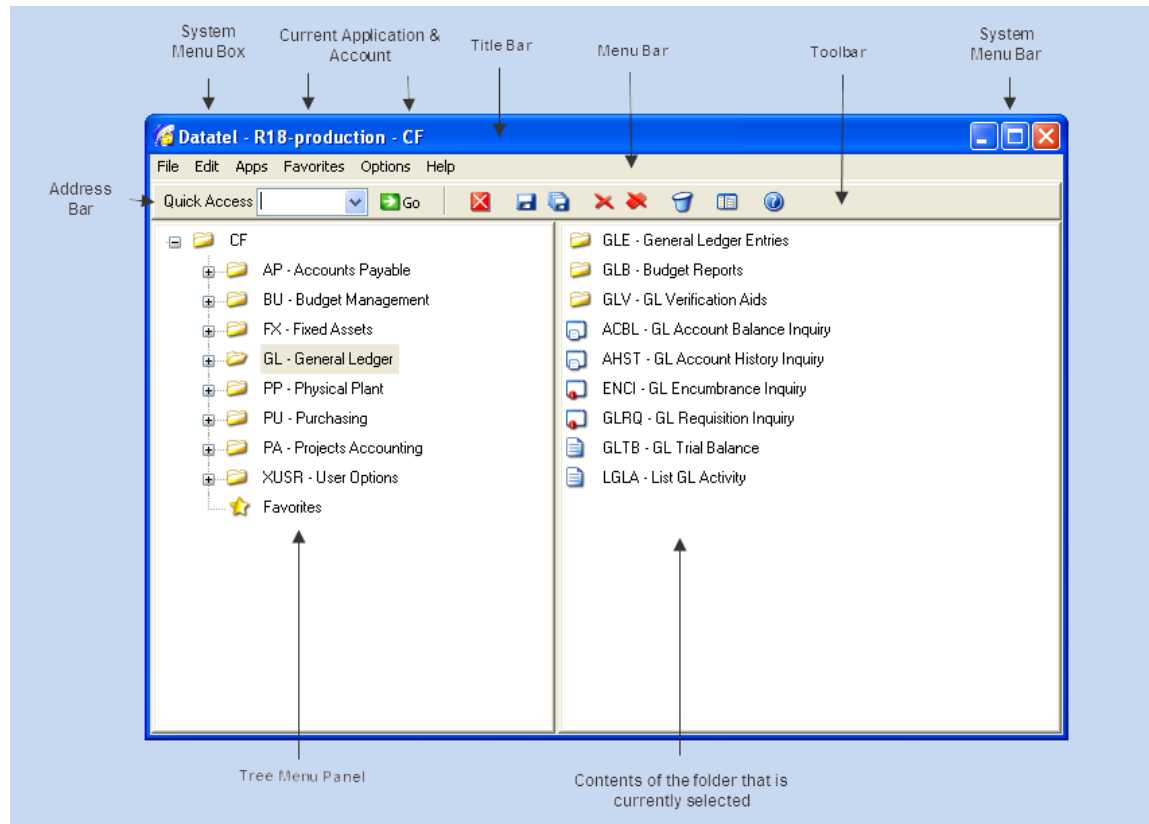 System
Menu Box
Current Application &
Account
Title Bar
Menu Bar
Toolbar
System
Menu Bar
Datatel - R18-production - CF
File Edit Apps Favorites Options Help
Address
Bar
Quick Access Go
CF
AP - Accounts Payable
BU - Budget Management
FX - Fixed Assets
GL - General Ledger
PP - Physical Plant
PU - Purchasing
PA - Projects Accounting
XUSR - User Options
Favorites
GLE - General Ledger Entries
GLB - Budget Reports
GLV - GL Verification Aids
ACBL - GL Account Balance Inquiry
AHST - GL Account History Inquiry
ENCI - GL Encumbrance Inquiry
GLRQ - GL Requisition Inquiry
GLTB - GL Trial Balance
LGLA - List GL Activity
Tree Menu Panel
Contents of the folder that is
currently selected